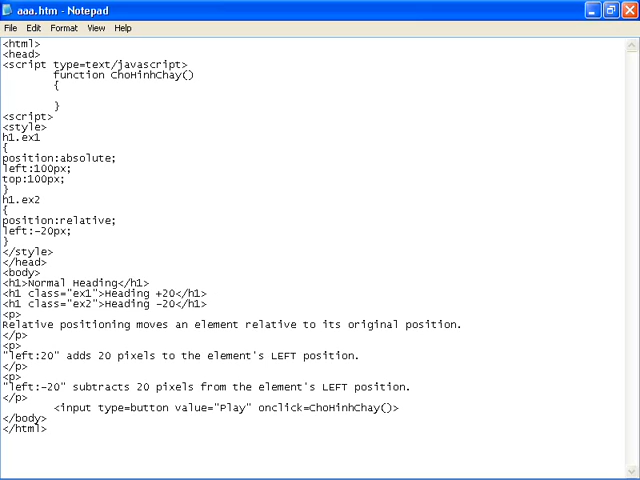 aaa.htm - Notepad
File Edit Format View Help
<html>
<head>
<script type=text/javascript>
function ChoHinhChay()
{
}
<script>
<style>
h1.ex1
{
position:absolute;
left:100px;
top:100px;
}
h1.ex2
{
position:relative;
left:-20px;
}
</style>
</head>
<body>
<h1>Normal Heading</h1>
<h1 class="ex1">Heading +20</h1>
<h1 class="ex2">Heading -20</h1>
<p>
Relative positioning moves an element relative to its original position.
</p>
<p>
"left:20" adds 20 pixels to the element's LEFT position.
</p>
<p>
"left:-20" subtracts 20 pixels from the element's LEFT position.
</p>
<input type=button value="Play" onclick=ChoHinhChay()>
</body>
</html>